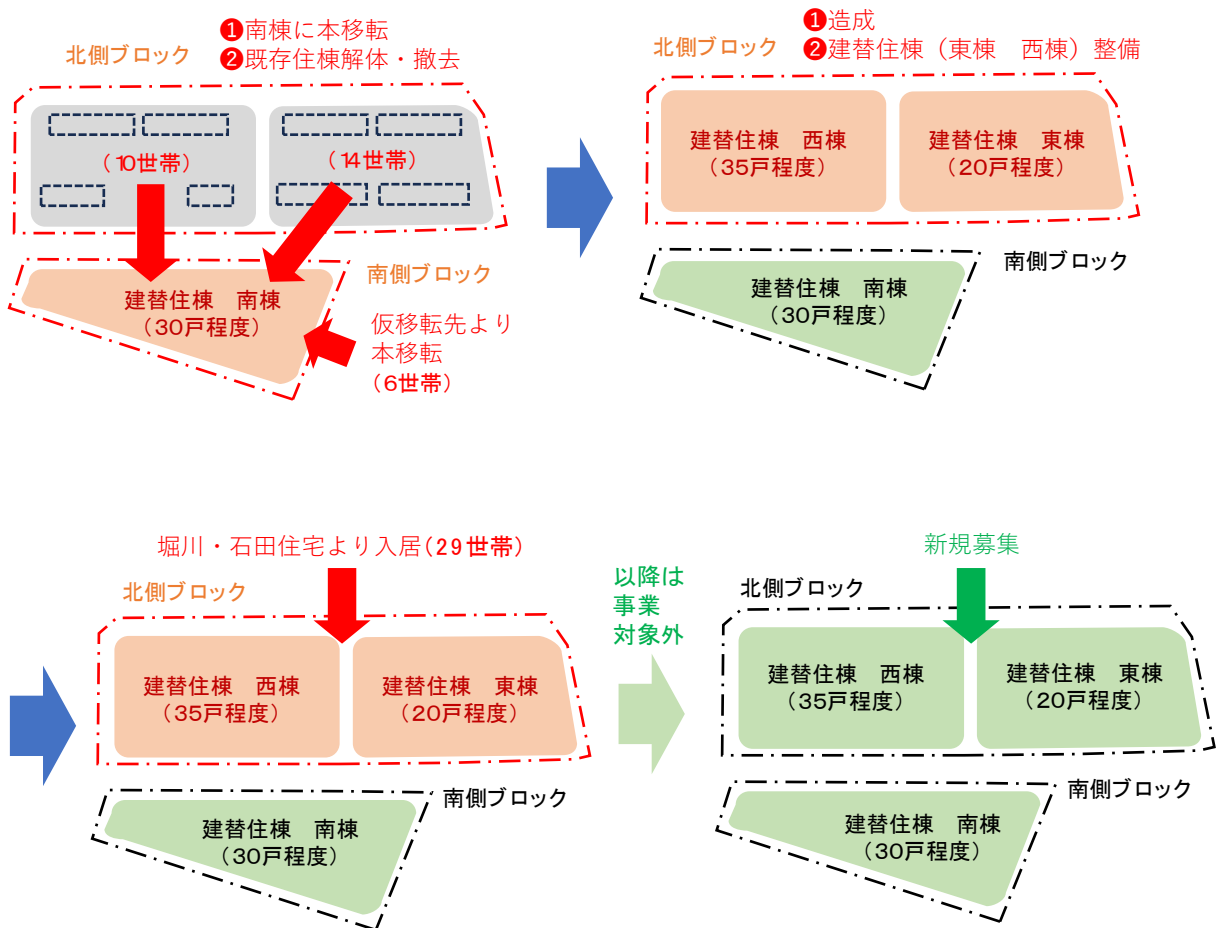 ❶南棟に本移転
❷既存住棟解体・撤去
北側ブロック
(10世帯)
(14世帯)
南側ブロック
建替住棟　南棟
(30戸程度)
仮移転先より
本移転
(6世帯)
❶造成
❷建替住棟（東棟　西棟）整備
北側ブロック
建替住棟　西棟
(35戸程度)
建替住棟　東棟
(20戸程度)
南側ブロック
建替住棟　南棟
(30戸程度)
堀川・石田住宅より入居(29世帯)
北側ブロック
建替住棟　西棟
(35戸程度)
建替住棟　東棟
(20戸程度)
南側ブロック
建替住棟　南棟
(30戸程度)
以降は
事業
対象外
新規募集
北側ブロック
建替住棟　西棟
(35戸程度)
建替住棟　東棟
(20戸程度)
南側ブロック
建替住棟　南棟
(30戸程度)